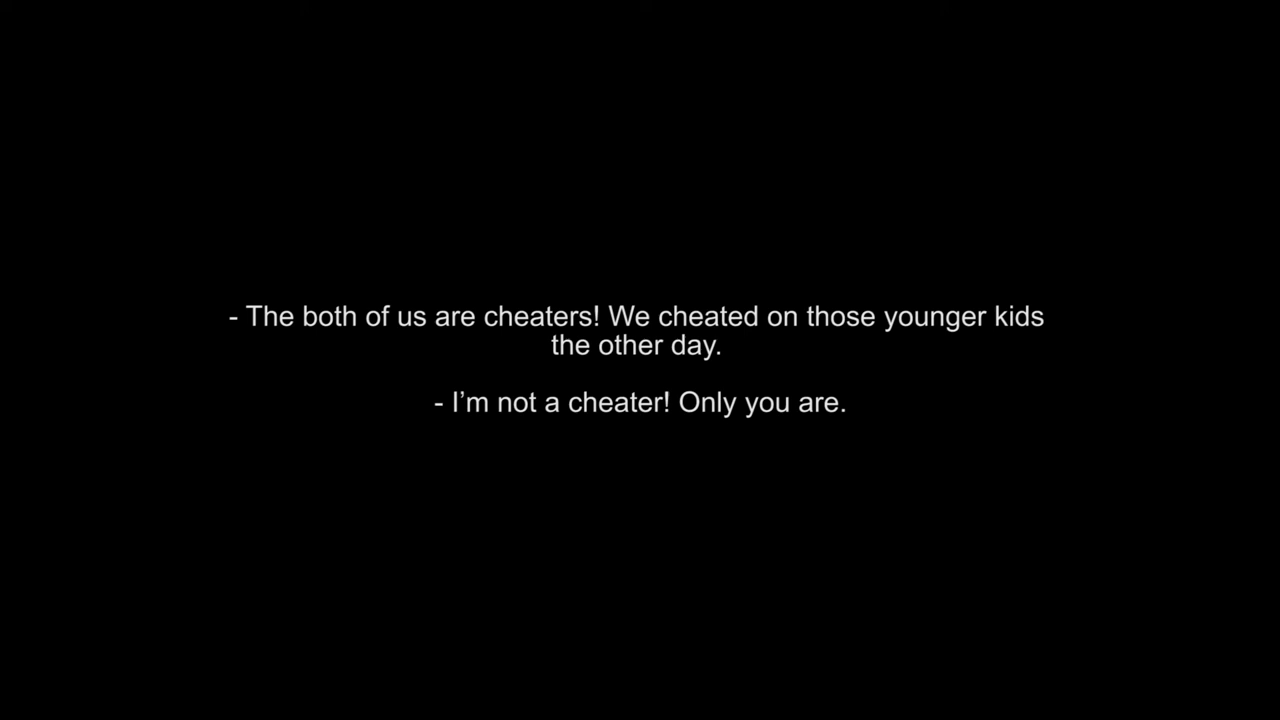 - The both of us are cheaters! We cheated on those younger kids
the other day.
- I’m not a cheater! Only you are.